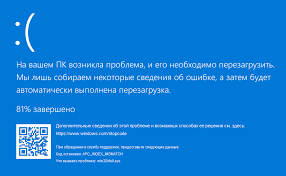 :(
На вашем ПК возникла проблема, и его необходимо перезагрузить.
Мы лишь собираем некоторые сведения об ошибке, а затем будет
автоматически выполнена перезагрузка.
81% завершено
Дополнительные сведения об этой проблеме и возможных способах ее решения см. здесь:
https://www.windows.com/stopcode
При обращении в службу поддержки, предоставьте следующие данные:
Код остановки: APC_INDEX_MISMATCH
Что вызвало проблему: win32kfull.sys